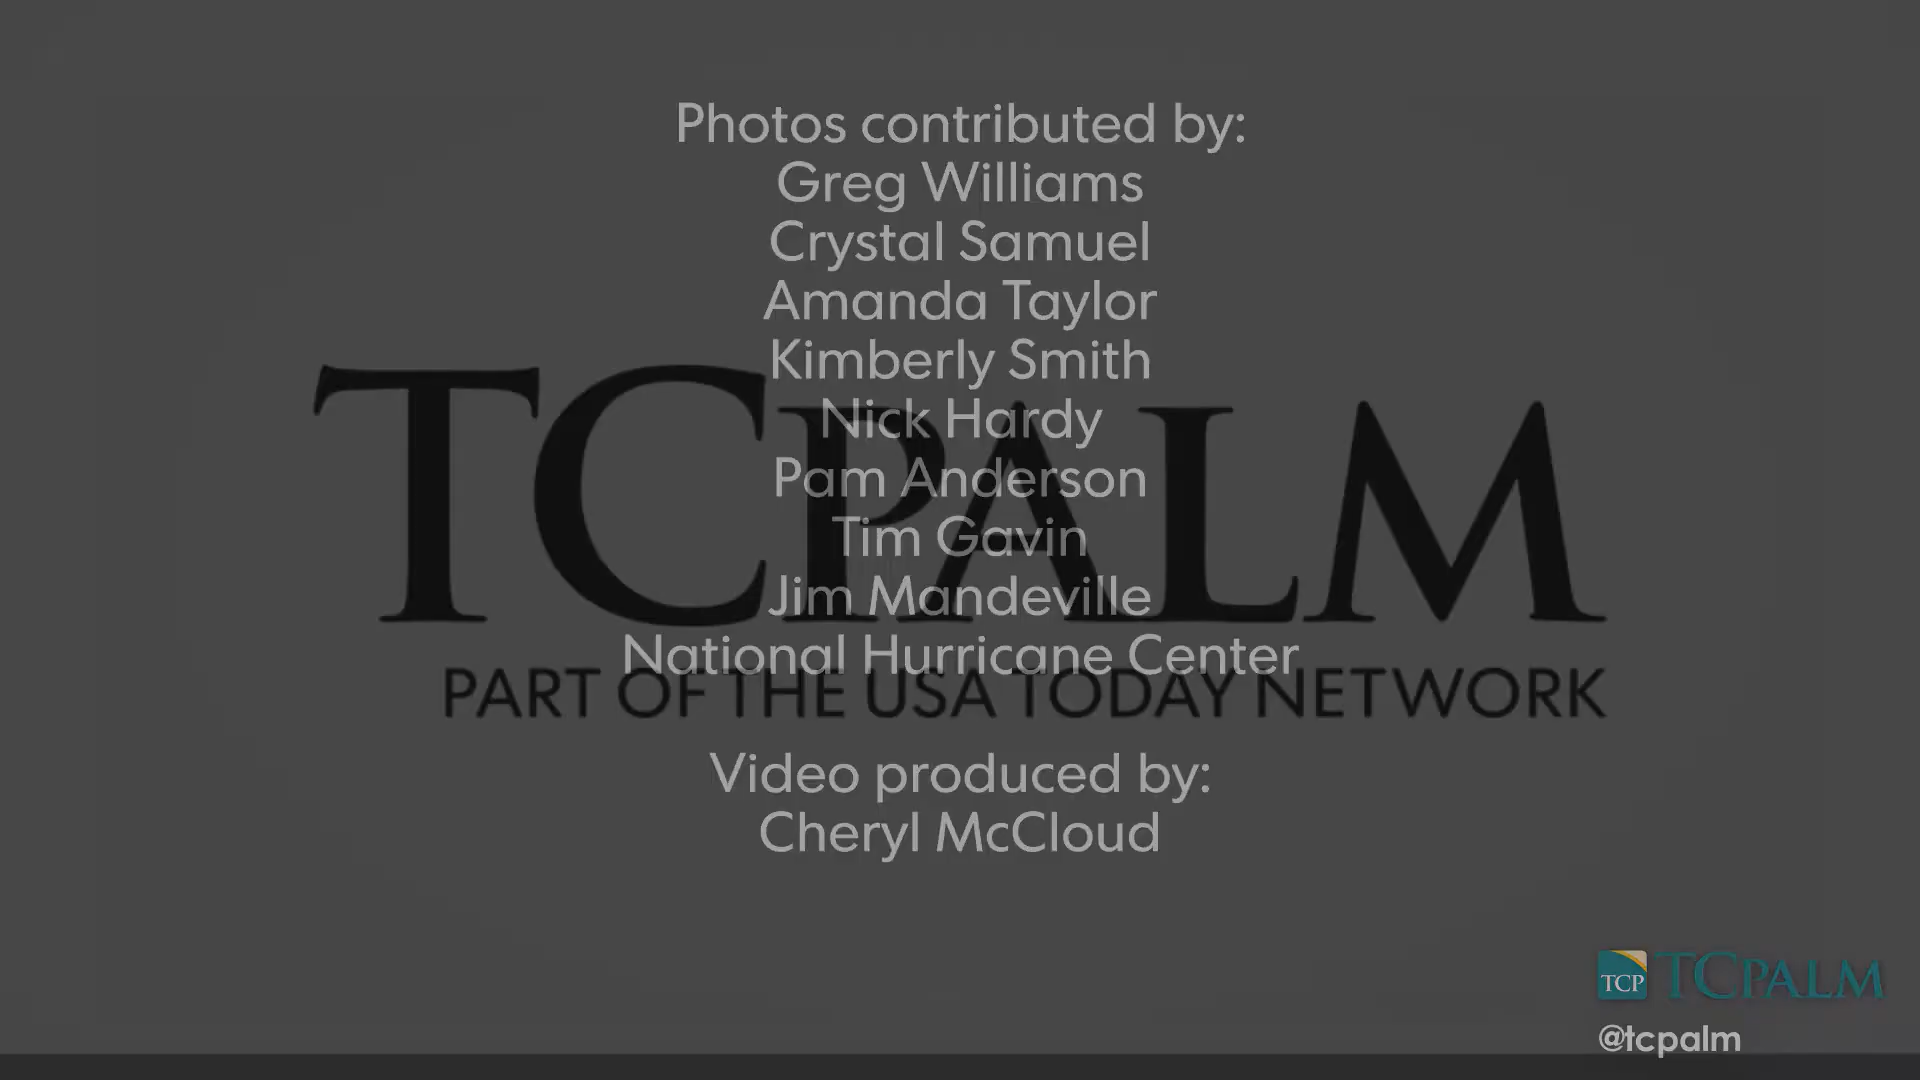 Photos contributed by:
Greg Williams
Crystal Samuel
Amanda Taylor
Kimberly Smith
Nick Hardy
Pam Anderson
Tim Gavin
Jim Mandeville
National Hurricane Center
TCPALM
PART OF THE USA TODAY NETWORK
Video produced by:
Cheryl McCloud
TCP TCPALM
@tcpalm